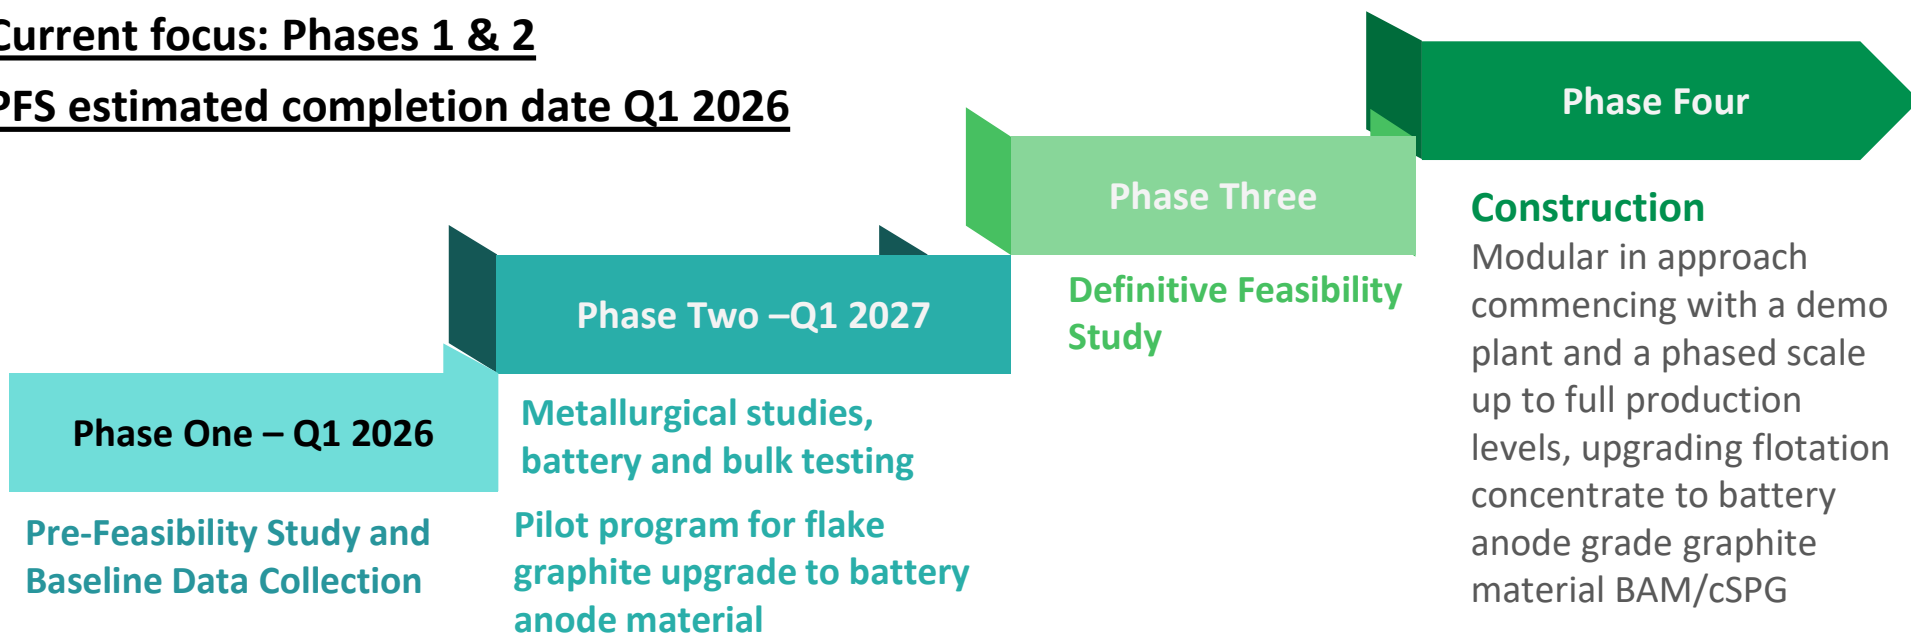 Current focus: Phases 1 & 2
PFS estimated completion date Q1 2026
Phase One – Q1 2026
Pre-Feasibility Study and
Baseline Data Collection
Phase Two –Q1 2027
Metallurgical studies,
battery and bulk testing
Pilot program for flake
graphite upgrade to battery
anode material
Phase Three
Definitive Feasibility
Study
Phase Four
Construction
Modular in approach
commencing with a demo
plant and a phased scale
up to full production
levels, upgrading flotation
concentrate to battery
anode grade graphite
material BAM/cSPG